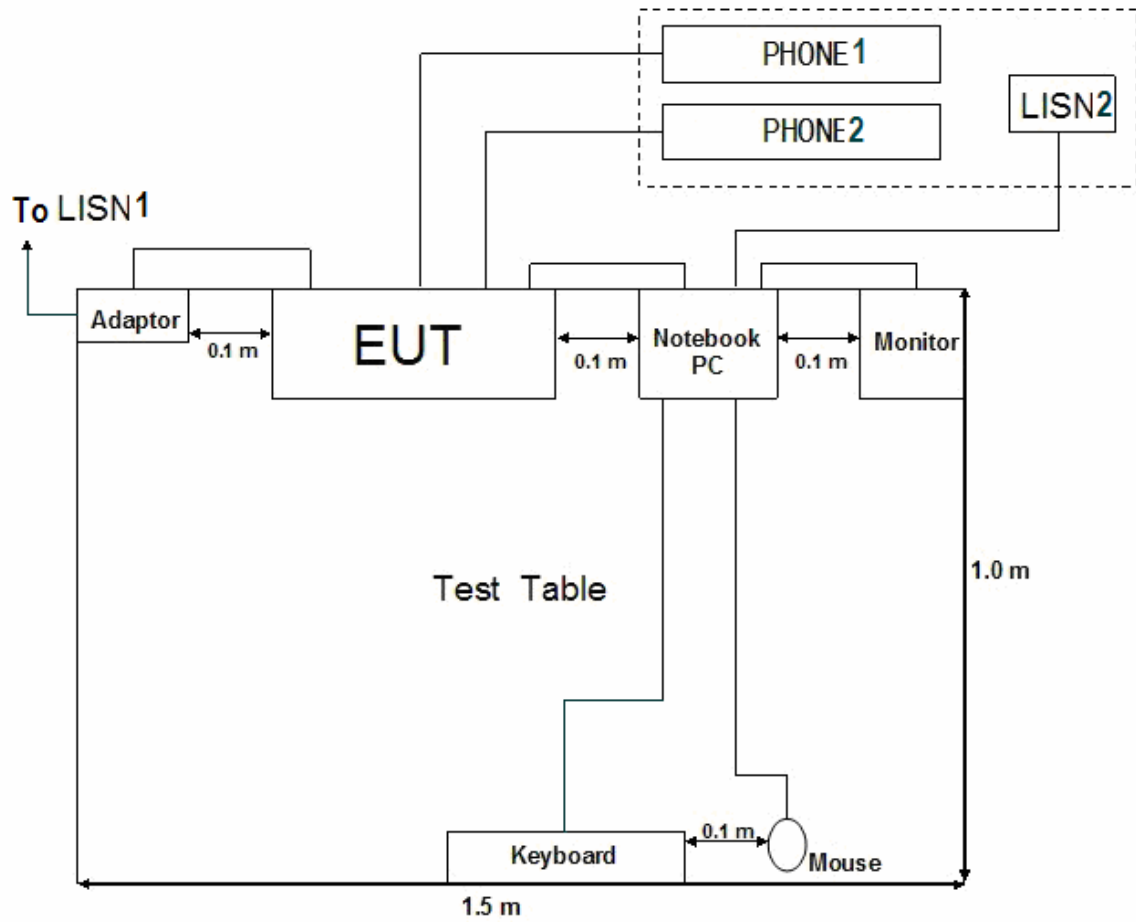 PHONE1
PHONE2
LISN2
To LISN1
Adaptor
0.1 m
EUT
0.1 m
Notebook
PC
0.1 m
Monitor
Test Table
1.0 m
Keyboard
0.1 m
Mouse
1.5 m